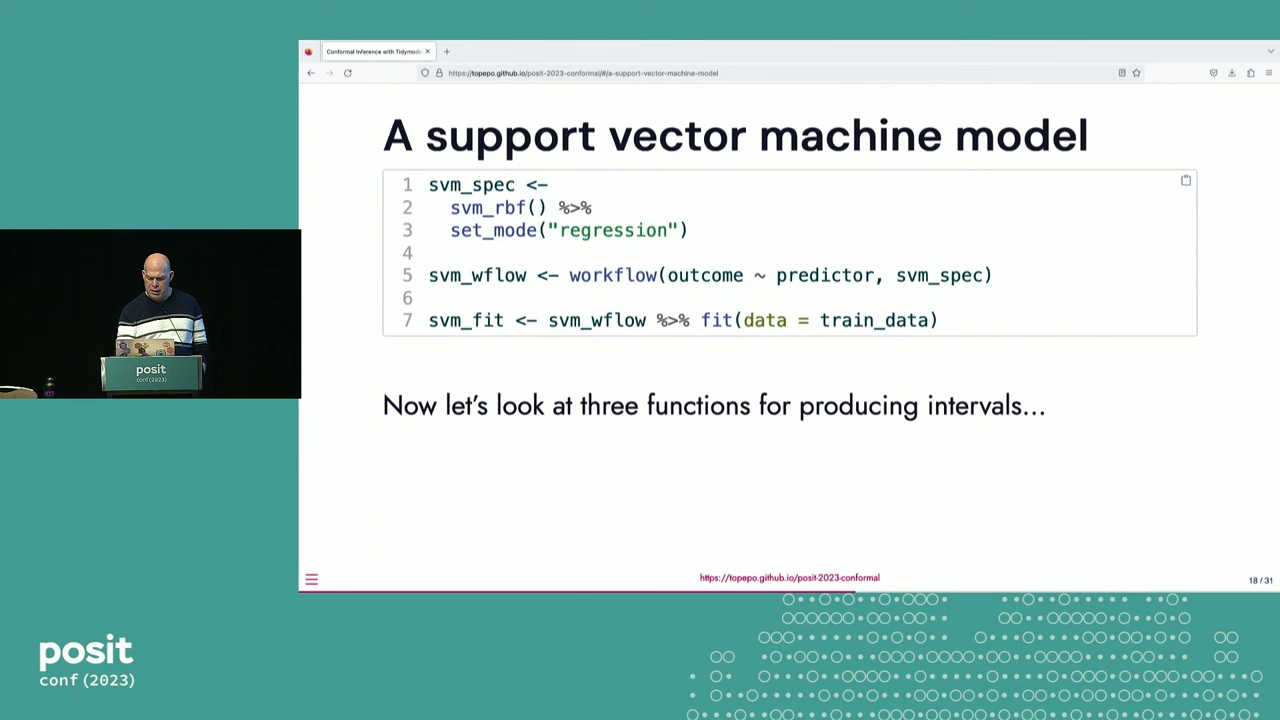 Conformal Inference with Tidymode
https://topepo.github.io/posit-2023-conformal/#/a-support-vector-machine-model
A support vector machine model
1 svm_spec <-
2 svm_rbf() %>%
3 set_mode("regression")
4
5 svm_wflow <- workflow(outcome ~ predictor, svm_spec)
6
7 svm_fit <- svm_wflow %>% fit(data = train_data)
Now let's look at three functions for producing intervals...
https://topepo.github.io/posit-2023-conformal
18 / 31
posit
conf(2023)
posit
conf(2023)